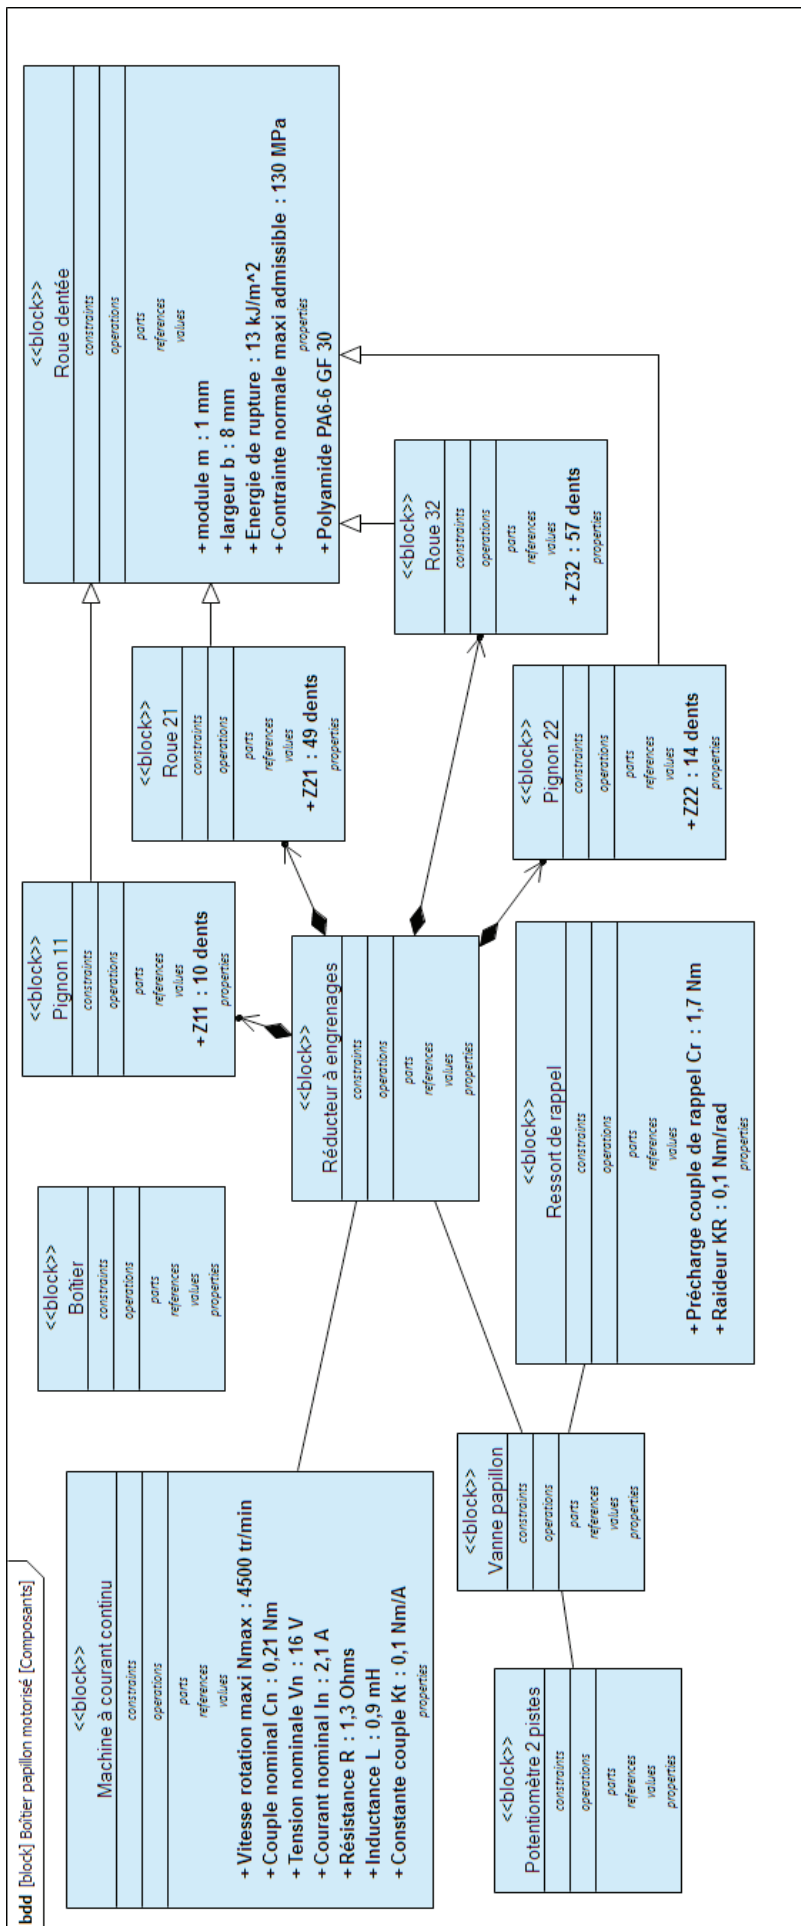 bdd [block] Boîtier papillon motorisé [Composants]
<<block>>
Machine à courant continu
constraints
operations
parts
references
values
+ Vitesse rotation maxi Nmax : 4500 tr/min
+ Couple nominal Cn : 0,21 Nm
+ Tension nominale Vn : 16 V
+ Courant nominal In : 2,1 A
+ Résistance R : 1,3 Ohms
+ Inductance L : 0,9 mH
+ Constante couple Kt : 0,1 Nm/A
properties
<<block>>
Boîtier
constraints
operations
parts
references
values
properties
<<block>>
Pignon 11
constraints
operations
parts
references
values
+ Z11 : 10 dents
properties
<<block>>
Roue 21
constraints
operations
parts
references
values
+ Z21 : 49 dents
properties
<<block>>
Roue dentée
constraints
operations
parts
references
values
+ module m : 1 mm
+ largeur b : 8 mm
+ Energie de rupture : 13 kJ/m^2
+ Contrainte normale maxi admissible : 130 MPa
properties
+ Polyamide PA6-6 GF 30
<<block>>
Réducteur à engrenages
constraints
operations
parts
references
values
properties
<<block>>
Roue 32
constraints
operations
parts
references
values
+ Z32 : 57 dents
properties
<<block>>
Vanne papillon
constraints
operations
parts
references
values
properties
<<block>>
Potentiomètre 2 pistes
constraints
operations
parts
references
values
properties
<<block>>
Ressort de rappel
constraints
operations
parts
references
values
+ Précharge couple de rappel Cr : 1,7 Nm
+ Raideur KR : 0,1 Nm/rad
properties
<<block>>
Pignon 22
constraints
operations
parts
references
values
+ Z22 : 14 dents
properties